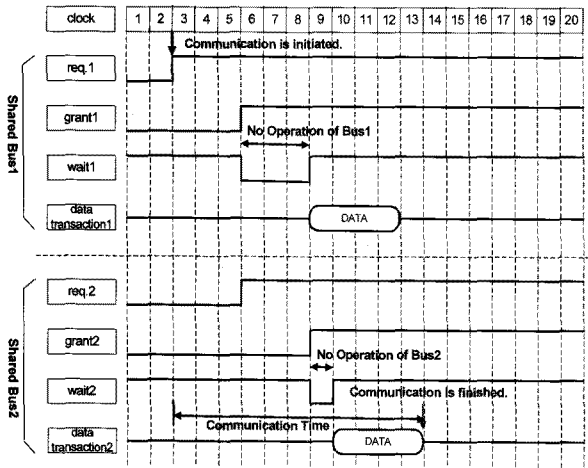 clock 1 2 3 4 5 6 7 8 9 10 11 12 13 14 15 16 17 18 19 20
Communication is initiated.
Shared Bus1
req.1
grant1
No Operation of Bus1
wait1
data
transaction1
DATA
Shared Bus2
req.2
grant2
No Operation of Bus2
wait2
Communication is finished.
Communication Time
data
transaction2
DATA